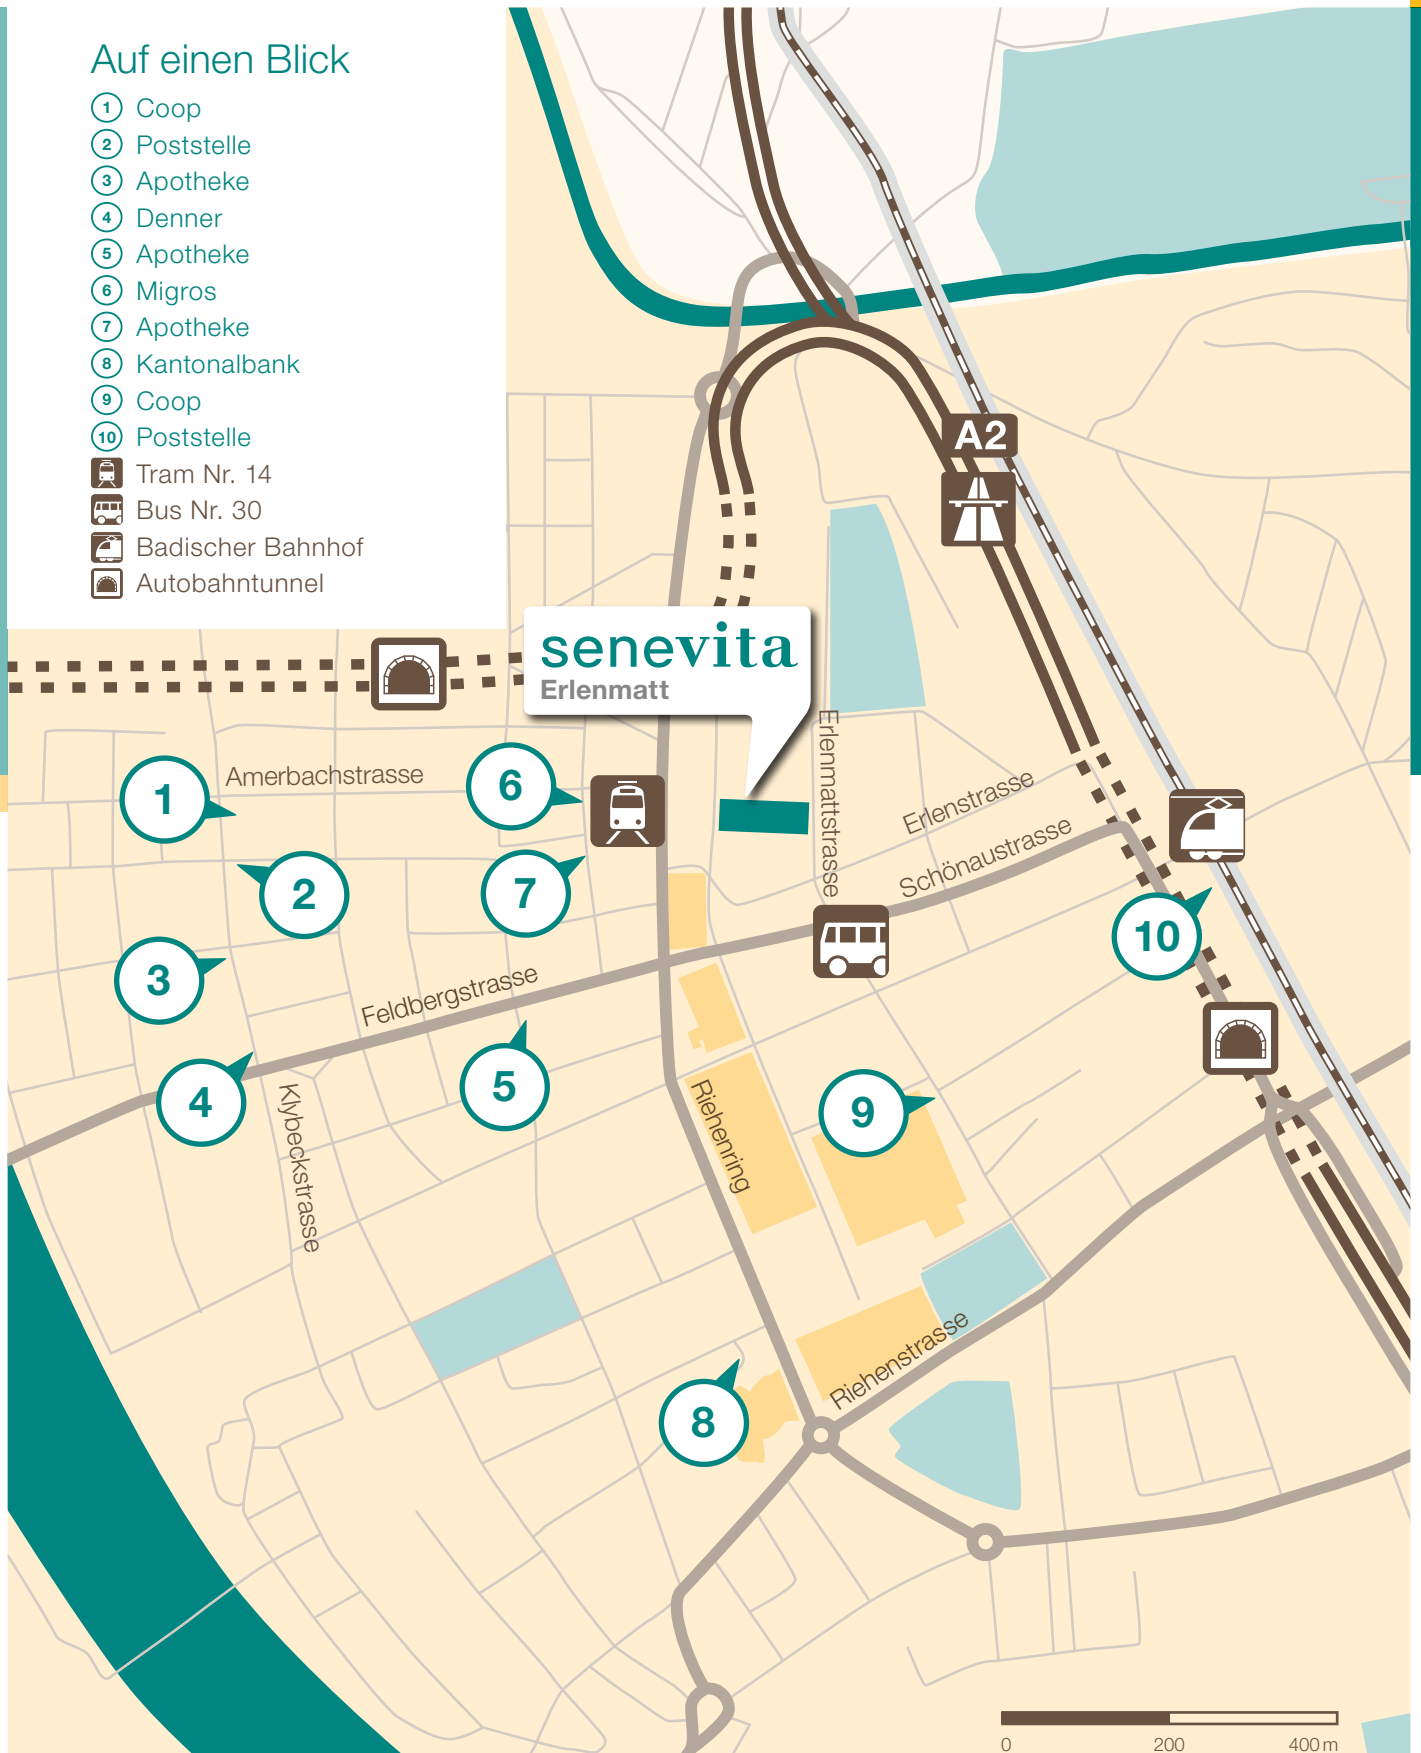 Auf einen Blick
1 Coop
2 Poststelle
3 Apotheke
4 Denner
5 Apotheke
6 Migros
7 Apotheke
8 Kantonalbank
9 Coop
10 Poststelle
Tram Nr. 14
Bus Nr. 30
Badischer Bahnhof
Autobahntunnel
A2
senevita
Erlenmatt
Erlenmattstrasse
Amerbachstrasse
1
6
Erlenstrasse
Schönaustrasse
2
7
10
3
Feldbergstrasse
4
5
9
Klybeckstrasse
Riehenring
Riehenstrasse
8
0 200 400 m